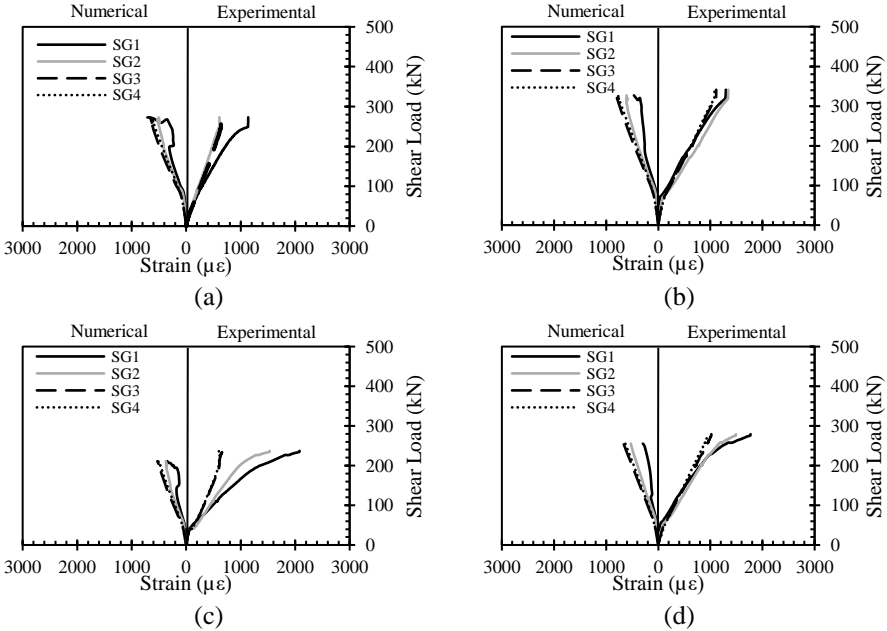 Numerical Experimental
500
SG1
SG2
SG3
SG4
400
300
200
100
0
Shear Load (kN)
3000 2000 1000 0 1000 2000 3000
Strain (µε)
(a)
Numerical Experimental
500
SG1
SG2
SG3
SG4
400
300
200
100
0
Shear Load (kN)
3000 2000 1000 0 1000 2000 3000
Strain (µε)
(b)
Numerical Experimental
500
SG1
SG2
SG3
SG4
400
300
200
100
0
Shear Load (kN)
3000 2000 1000 0 1000 2000 3000
Strain (µε)
(c)
Numerical Experimental
500
SG1
SG2
SG3
SG4
400
300
200
100
0
Shear Load (kN)
3000 2000 1000 0 1000 2000 3000
Strain (µε)
(d)